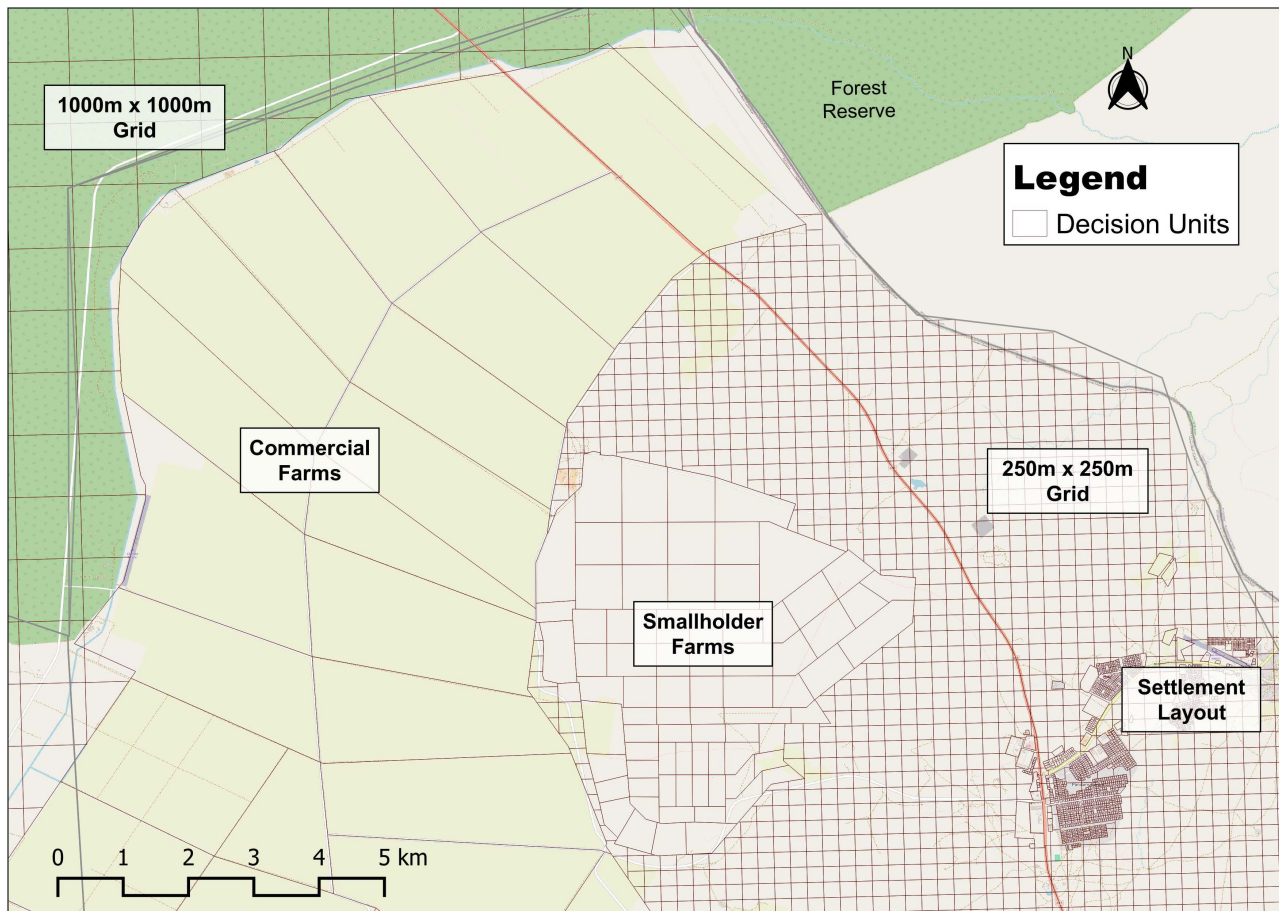 N
1000m x 1000m
Grid
Forest
Reserve
Legend
Decision Units
Commercial
Farms
250m x 250m
Grid
Smallholder
Farms
Settlement
Layout
0 1 2 3 4 5 km